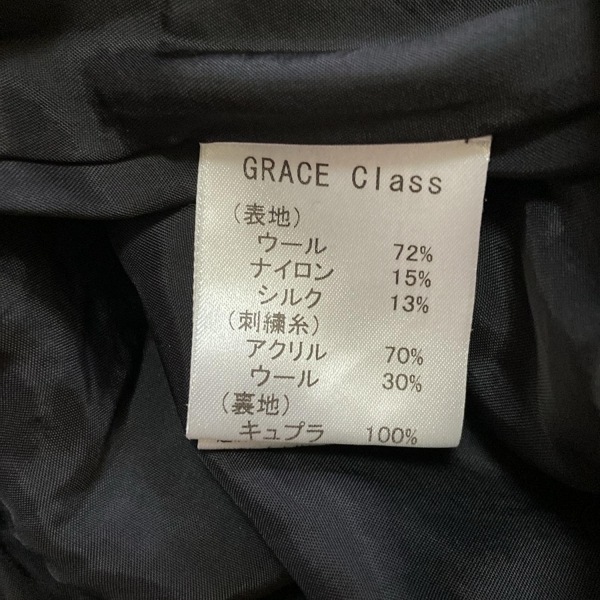 GRACE Class
(表地)
ウール 72%
ナイロン 15%
シルク 13%
(刺繍糸)
アクリル 70%
ウール 30%
(裏地)
キュプラ 100%